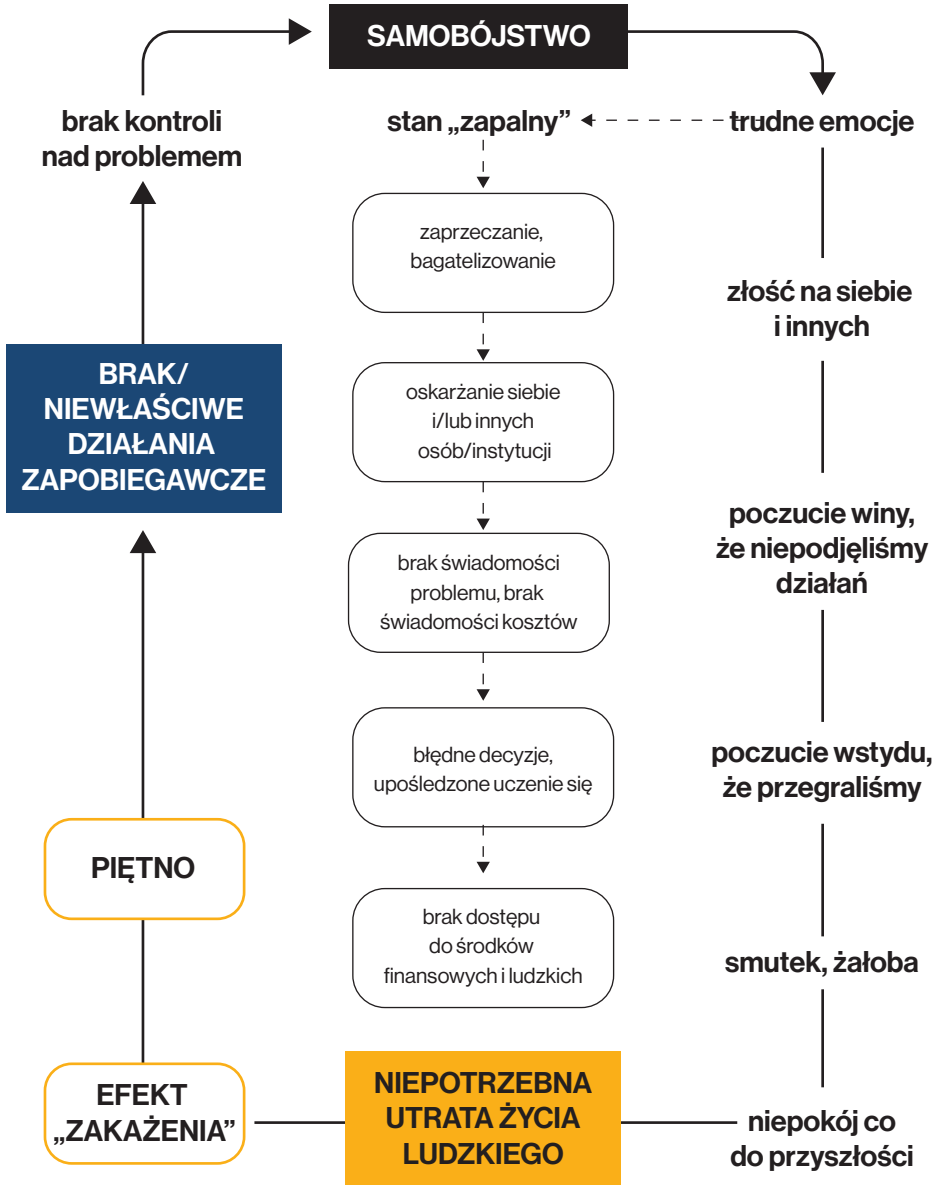 SAMOBÓJSTWO
brak kontroli
nad problemem
stan „zapalny”
trudne emocje
zaprzeczanie,
bagatelizowanie
złość na siebie
i innych
BRAK/
NIEWŁAŚCIWE
DZIAŁANIA
ZAPOBIEGAWCZE
oskarżanie siebie
i/lub innych
osób/instytucji
poczucie winy,
że niepodjęliśmy
działań
brak świadomości
problemu, brak
świadomości kosztów
błędne decyzje,
upośledzone uczenie się
poczucie wstydu,
że przegraliśmy
PIĘTNO
brak dostępu
do środków
finansowych i ludzkich
smutek, żałoba
EFEKT
„ZAKAŻENIA”
NIEPOTRZEBNA
UTRATA ŻYCIA
LUDZKIEGO
niepokój co
do przyszłości